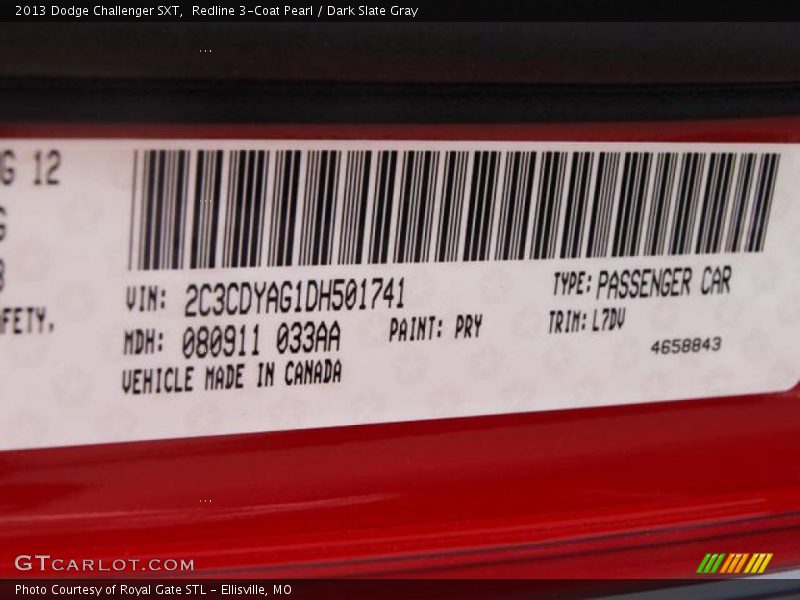 2013 Dodge Challenger SXT,  Redline 3-Coat Pearl / Dark Slate Gray
G 12
FETY.
VIN: 2C3CDYAG1DH501741 TYPE: PASSENGER CAR
MDH: 080911 033AA PAINT: PRY TRIM: L7DV
VEHICLE MADE IN CANADA 4658843
GTCARLOT.COM
Photo Courtesy of Royal Gate STL - Ellisville, MO